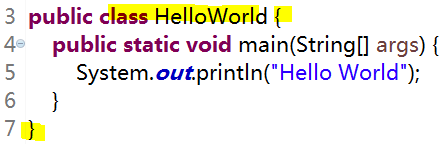 3 public class HelloWorld {
4 public static void main(String[] args) {
5 System.out.println("Hello World");
6 }
7 }